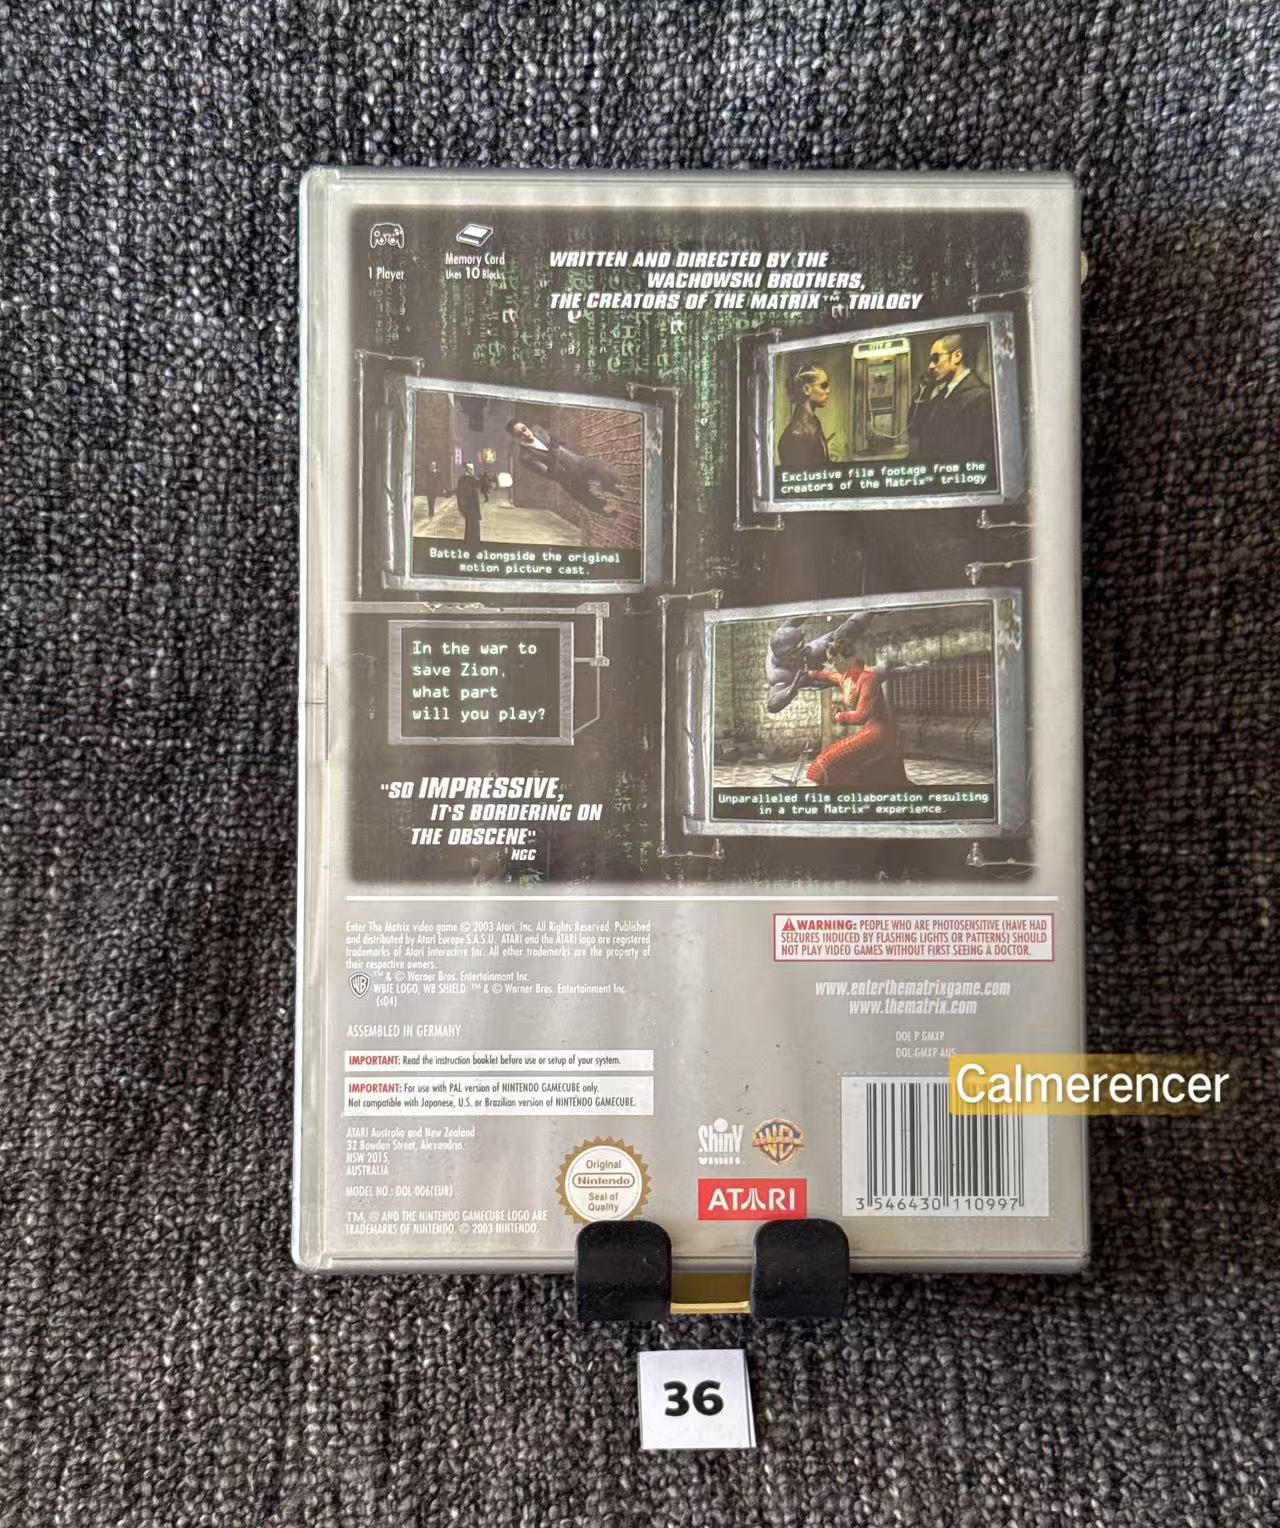 1 Player
Memory Card
Uses 10 Blocks
WRITTEN AND DIRECTED BY THE
WACHOWSKI BROTHERS,
THE CREATORS OF THE MATRIX™ TRILOGY
CITY
Exclusive film footage from the
creators of the Matrix™ trilogy
Battle alongside the original
motion picture cast.
In the war to
save Zion,
what part
will you play?
Unparalleled film collaboration resulting
in a true Matrix™ experience.
"SO IMPRESSIVE,
IT'S BORDERING ON
THE OBSCENE"
NGC
Enter The Matrix video game © 2003 Atari, Inc. All Rights Reserved. Published
and distributed by Atari Europe S.A.S.U. ATARI and the ATARI logo are registered
trademarks of Atari Interactive Inc. All other trademarks are the property of
their respective owners.
WB
™ & © Warner Bros. Entertainment Inc.
WBIE LOGO, WB SHIELD: ™ & © Warner Bros. Entertainment Inc.
(s04)
ASSEMBLED IN GERMANY
IMPORTANT: Read the instruction booklet before use or setup of your system.
IMPORTANT: For use with PAL version of NINTENDO GAMECUBE only.
Not compatible with Japanese, U.S. or Brazilian version of NINTENDO GAMECUBE.
ATARI Australia and New Zealand
32 Bowden Street, Alexandria,
NSW 2015,
AUSTRALIA
MODEL NO.: DOL-006(EUR)
TM, ® AND THE NINTENDO GAMECUBE LOGO ARE
TRADEMARKS OF NINTENDO. © 2003 NINTENDO.
Original
Nintendo
Seal of
Quality
WARNING: PEOPLE WHO ARE PHOTOSENSITIVE (HAVE HAD
SEIZURES INDUCED BY FLASHING LIGHTS OR PATTERNS) SHOULD
NOT PLAY VIDEO GAMES WITHOUT FIRST SEEING A DOCTOR.
www.enterthematrixgame.com
www.thematrix.com
DOL P GMXP
DOL-GMXP-AUS
Calmerencer
ShinY
WB
ATARI
3 546430 110997
36